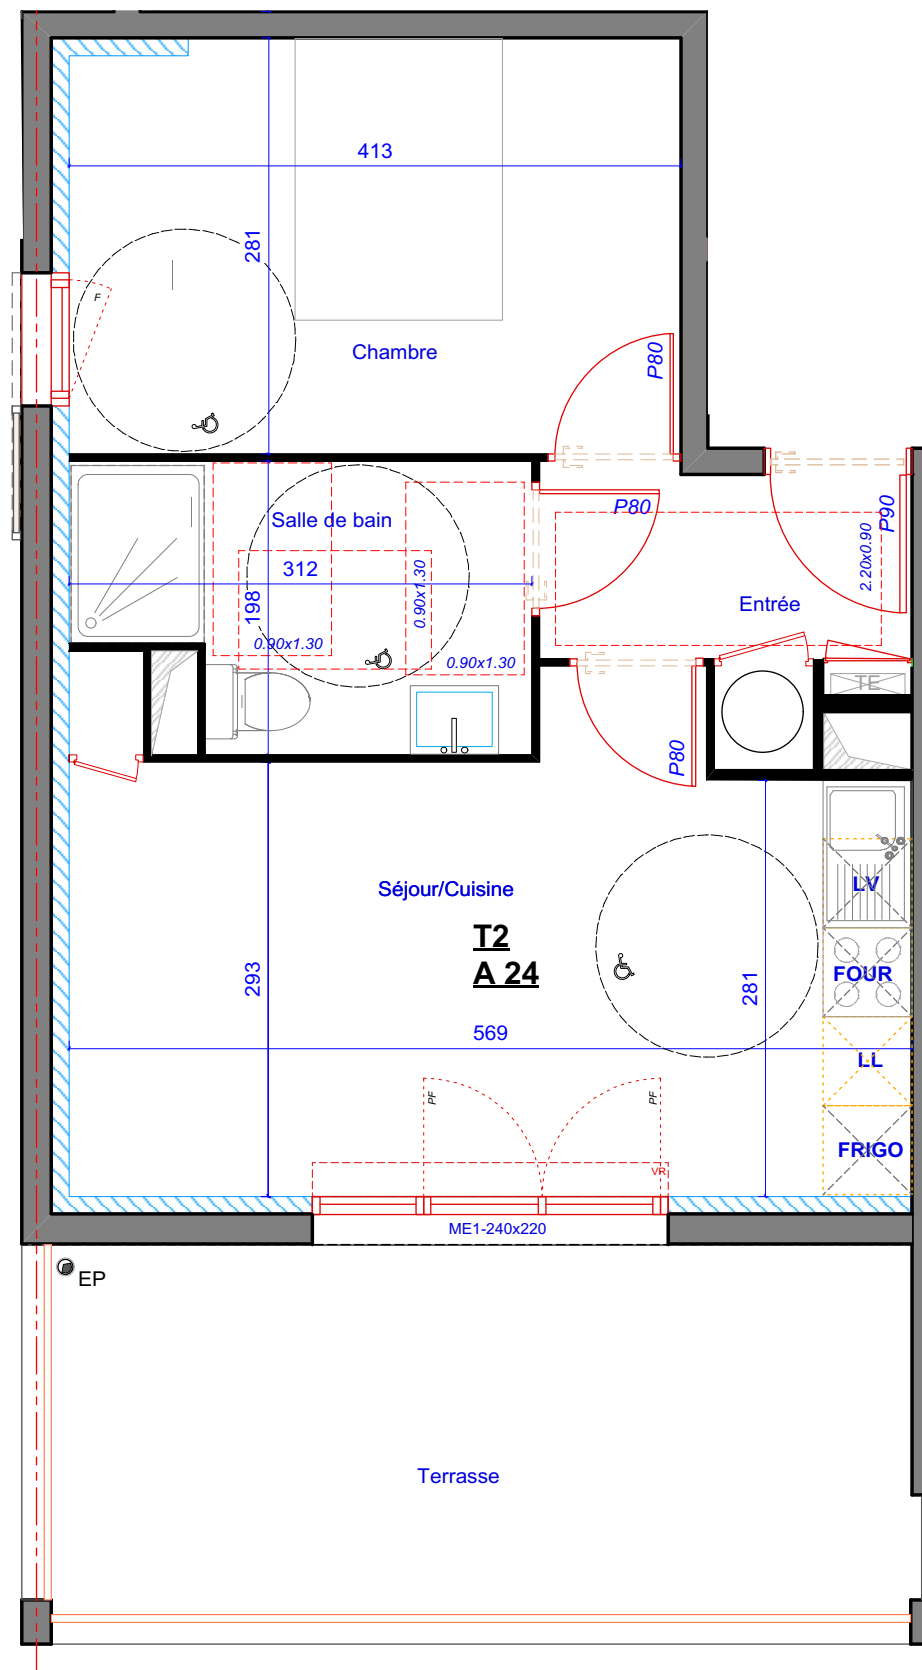 413
281
F
Chambre
P80
Salle de bain
P80
P90
2.20x0.90
312
0.90x1.30
198
Entrée
0.90x1.30
0.90x1.30
TE
P80
Séjour/Cuisine
LV
T2
A 24
FOUR
293
281
569
LL
PF
PF
FRIGO
VR
ME1-240x220
EP
Terrasse